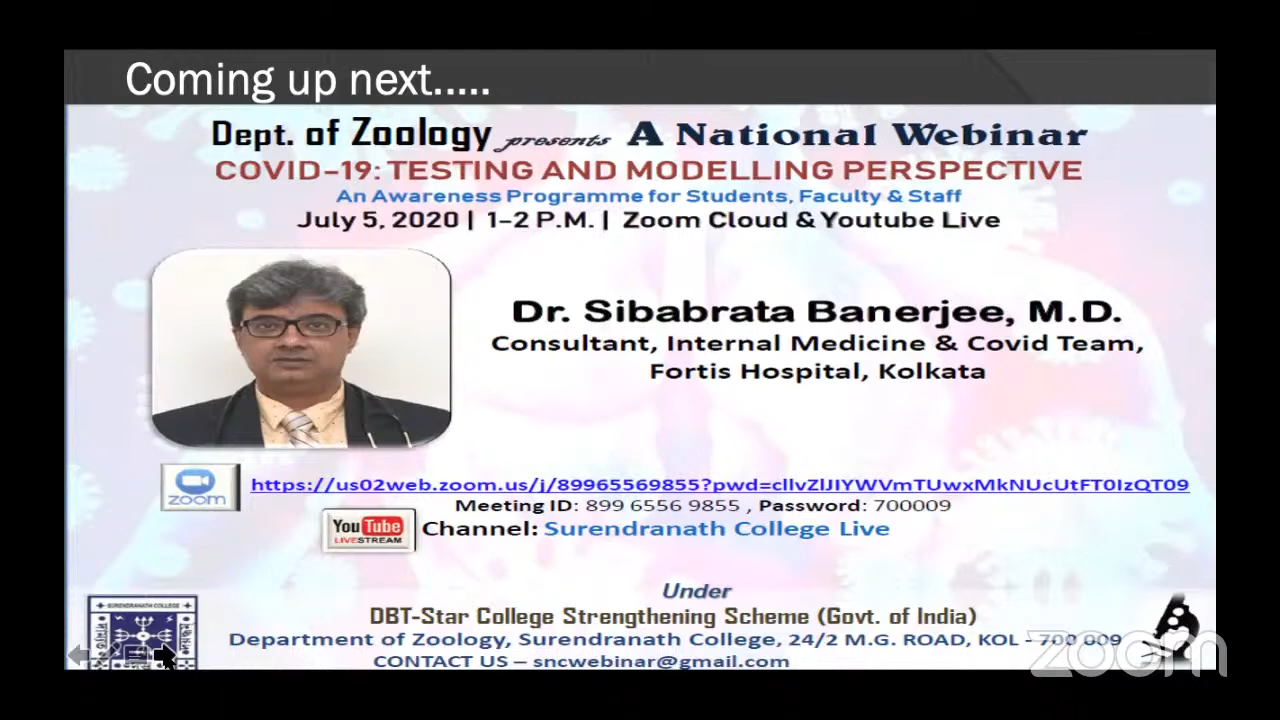 Coming up next.....
Dept. of Zoology presents A National Webinar
COVID-19: TESTING AND MODELLING PERSPECTIVE
An Awareness Programme for Students, Faculty & Staff
July 5, 2020 | 1-2 P.M. | Zoom Cloud & Youtube Live
Dr. Sibabrata Banerjee, M.D.
Consultant, Internal Medicine & Covid Team,
Fortis Hospital, Kolkata
zoom
https://us02web.zoom.us/j/89965569855?pwd=cllvZlJIYWVmTUwxMkNUcUtFT0IzQT09
Meeting ID: 899 6556 9855 , Password: 700009
YouTube
LIVESTREAM
Channel: Surendranath College Live
Under
DBT-Star College Strengthening Scheme (Govt. of India)
SURENDRANATH COLLEGE
Department of Zoology, Surendranath College, 24/2 M.G. ROAD, KOL - 700 009
CONTACT US – sncwebinar@gmail.com
zoom